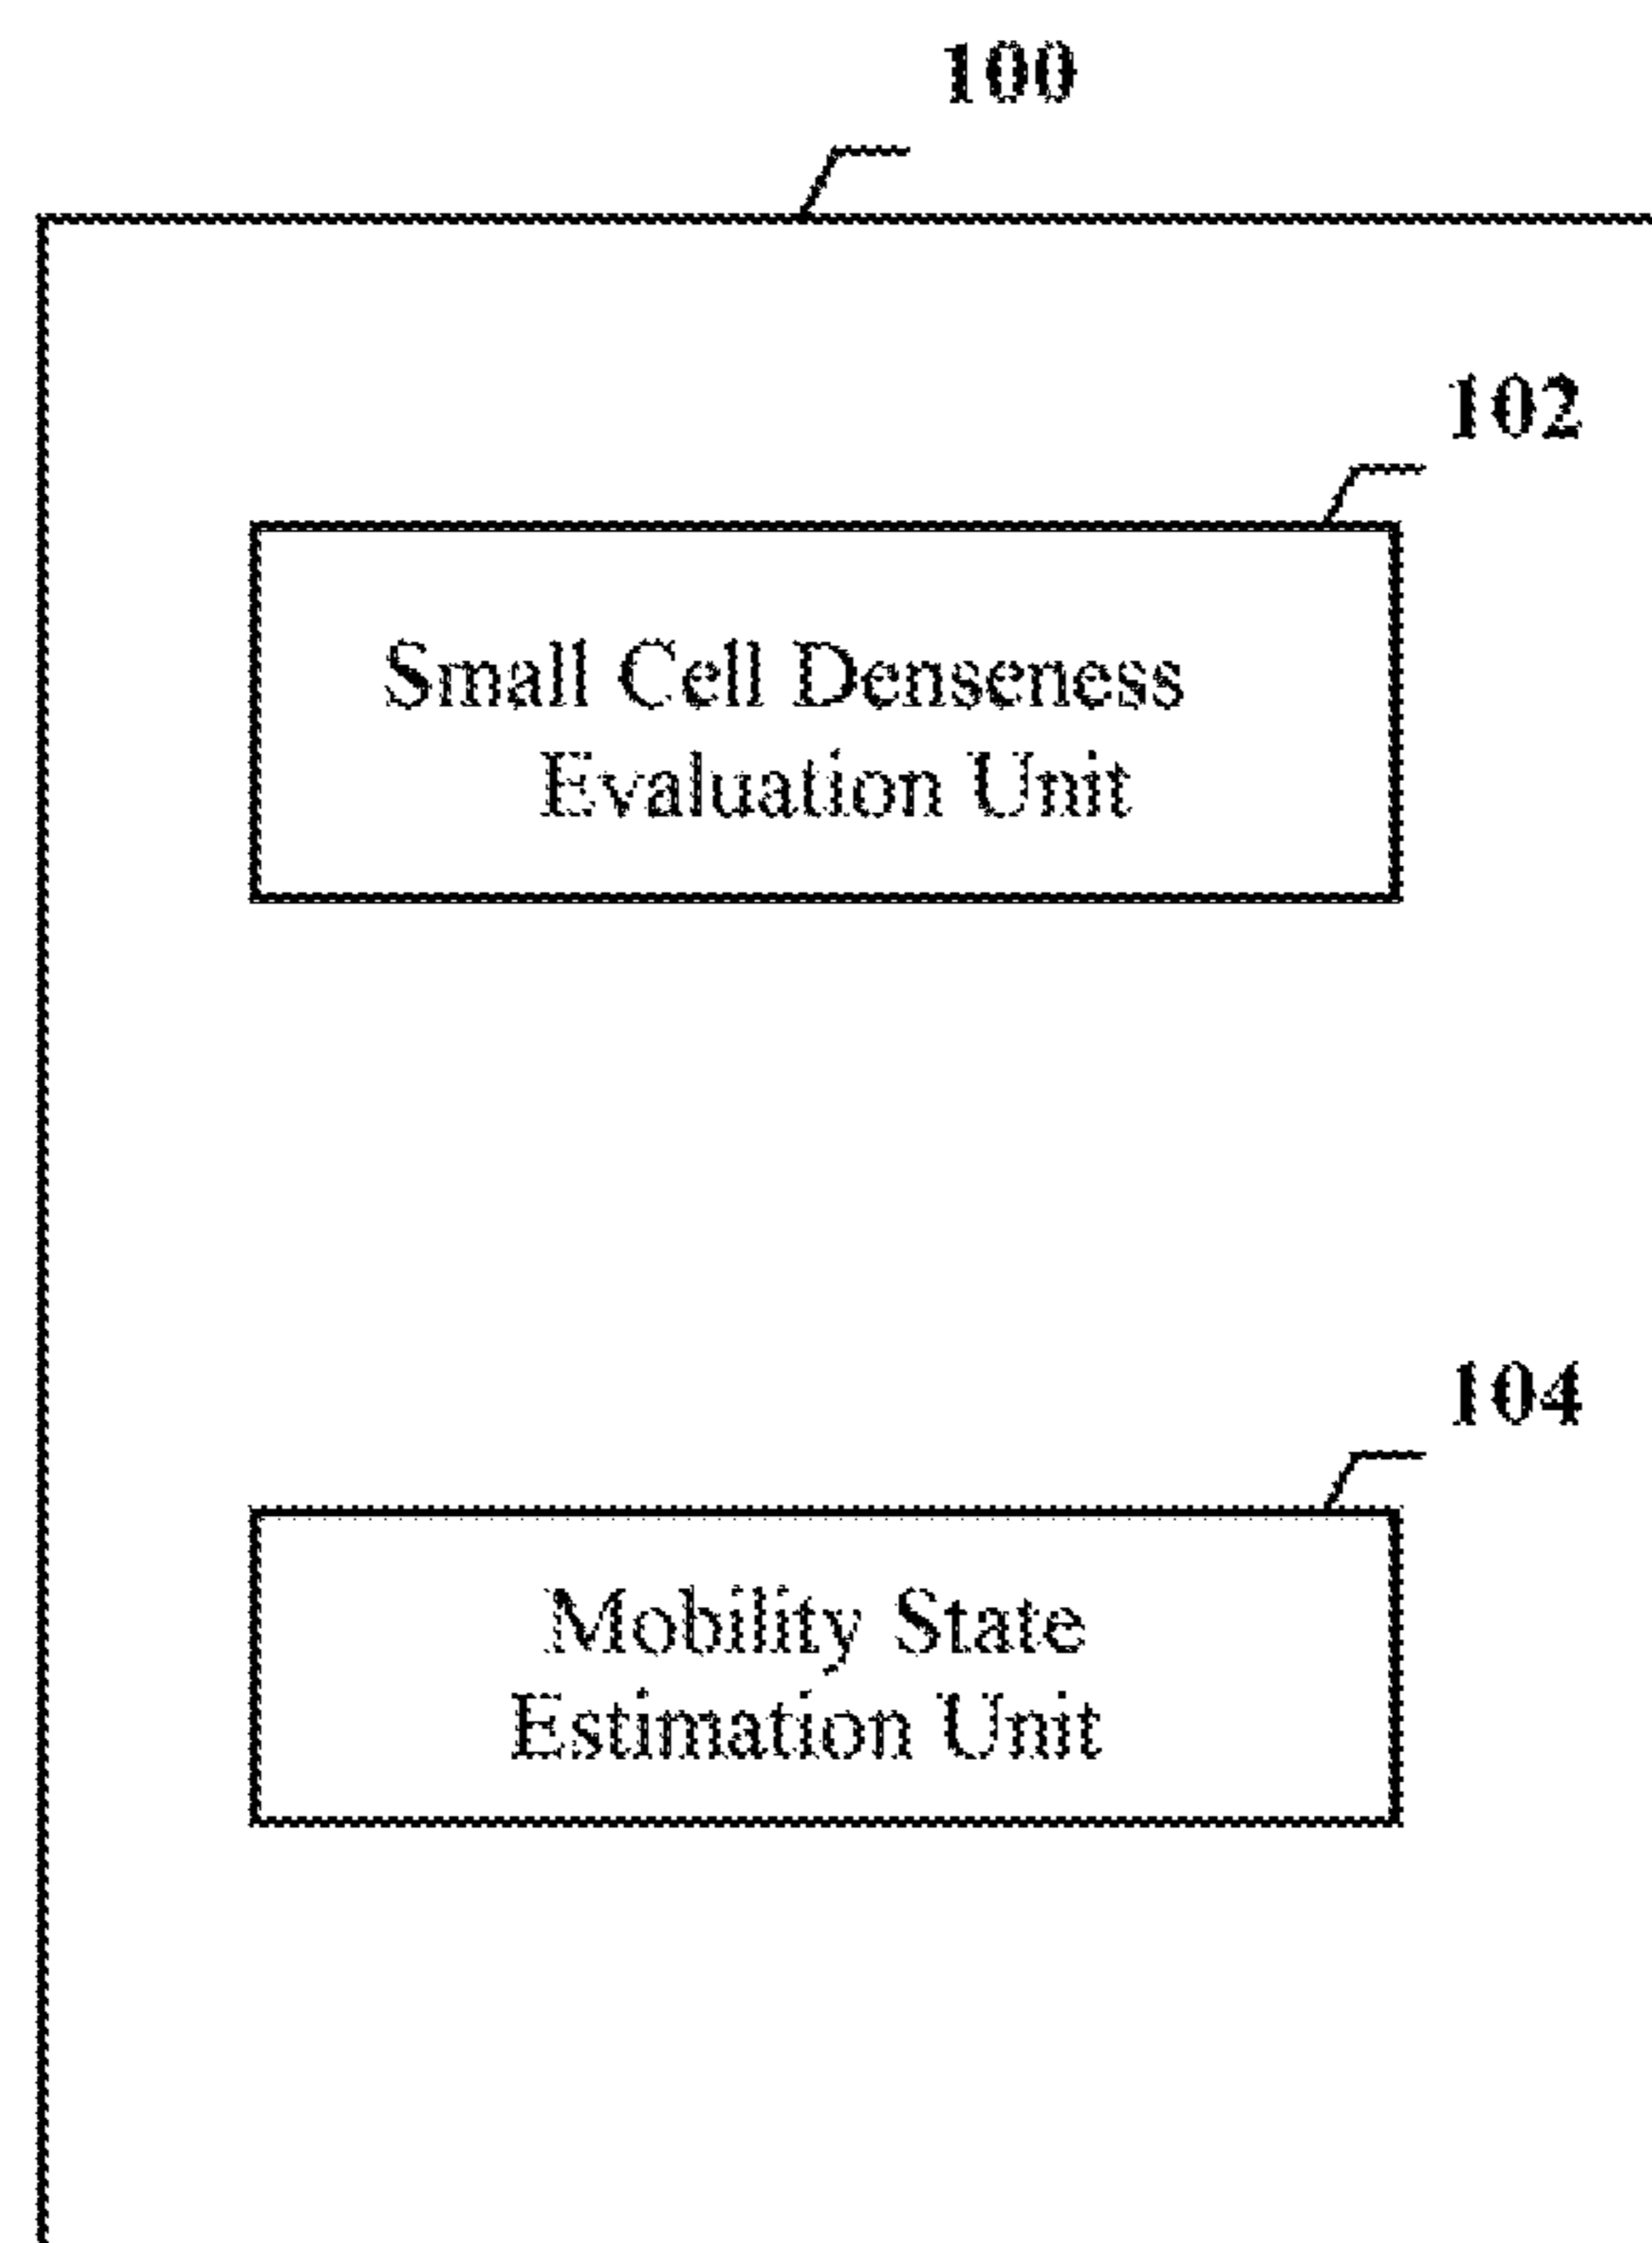 100
102
Small Cell Denseness
Evaluation Unit
104
Mobility State
Estimation Unit